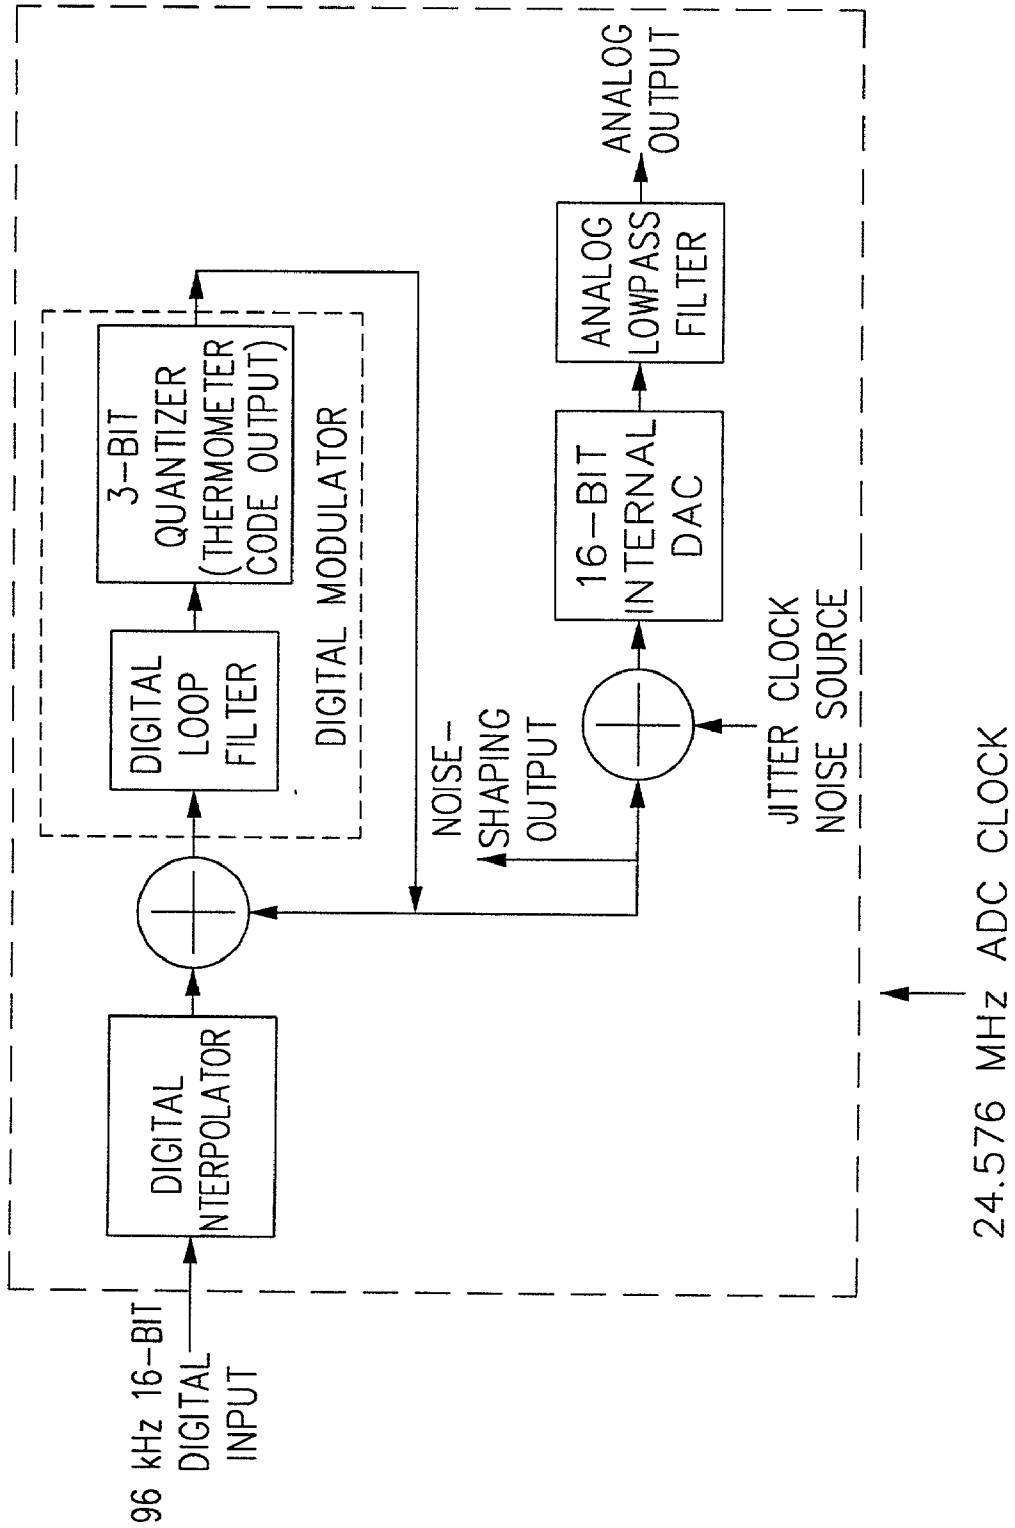 96 kHz 16-BIT
DIGITAL
INPUT
DIGITAL
NTERPOLATOR
DIGITAL
LOOP
FILTER
3-BIT
QUANTIZER
(THERMOMETER
CODE OUTPUT)
DIGITAL MODULATOR
NOISE-
SHAPING
OUTPUT
JITTER CLOCK
NOISE SOURCE
16-BIT
INTERNAL
DAC
ANALOG
LOWPASS
FILTER
ANALOG
OUTPUT
24.576 MHz ADC CLOCK